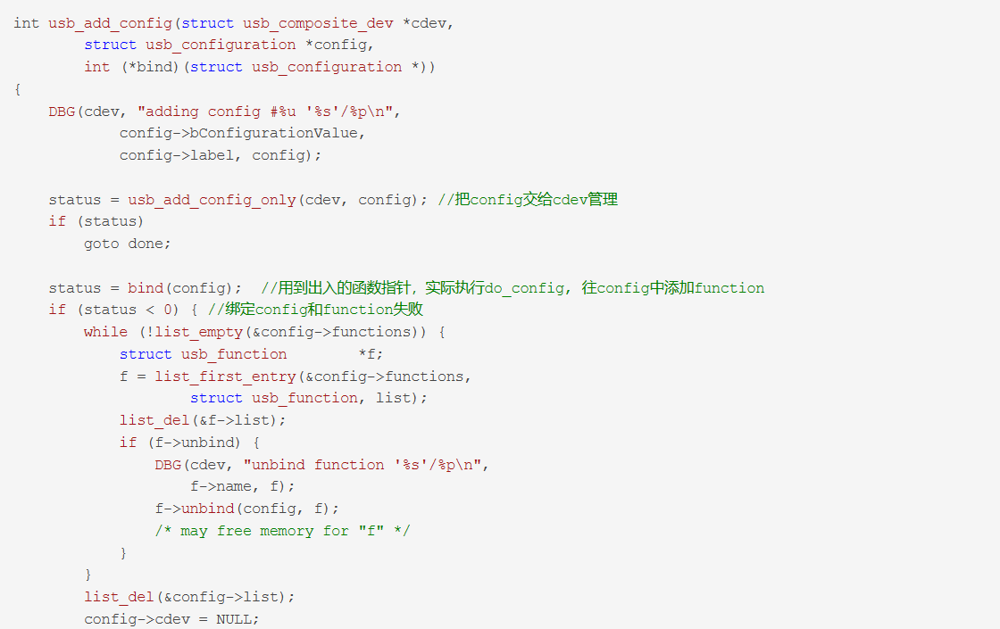 int usb_add_config(struct usb_composite_dev *cdev,
        struct usb_configuration *config,
        int (*bind)(struct usb_configuration *))
{
    DBG(cdev, "adding config #%u '%s'/%p\n",
            config->bConfigurationValue,
            config->label, config);

    status = usb_add_config_only(cdev, config); //把config交给cdev管理
    if (status)
        goto done;

    status = bind(config);  //用到出入的函数指针, 实际执行do_config, 往config中添加function
    if (status < 0) { //绑定config和function失败
        while (!list_empty(&config->functions)) {
            struct usb_function        *f;
            f = list_first_entry(&config->functions,
                    struct usb_function, list);
            list_del(&f->list);
            if (f->unbind) {
                DBG(cdev, "unbind function '%s'/%p\n",
                    f->name, f);
                f->unbind(config, f);
                /* may free memory for "f" */
            }
        }
        list_del(&config->list);
        config->cdev = NULL;